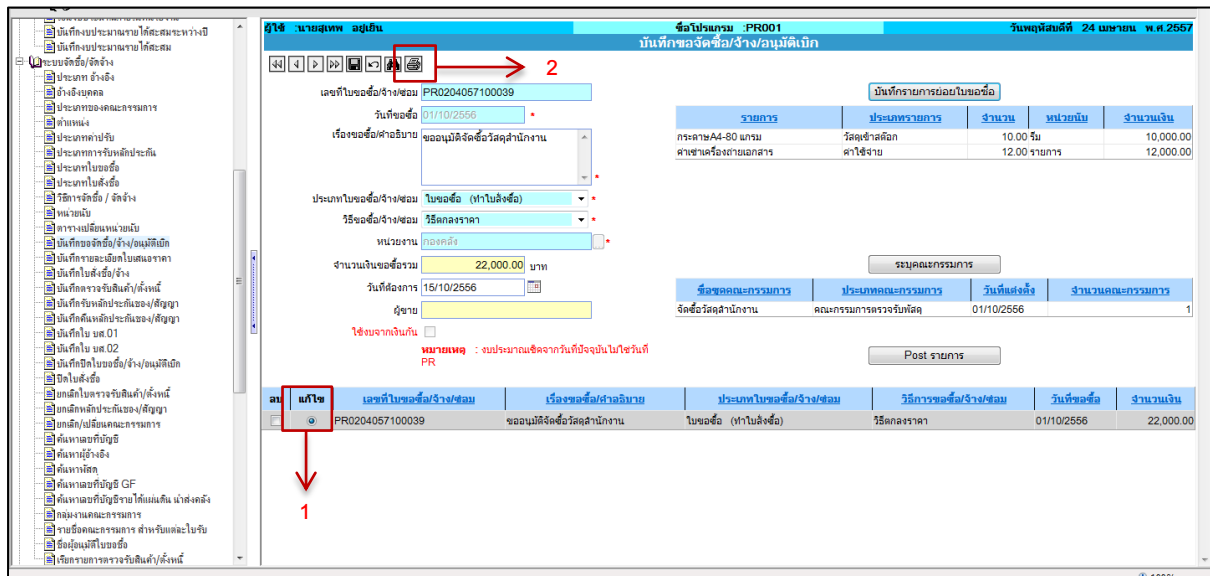 บันทึกงบประมาณรายได้สะสมระหว่างปี
บันทึกงบประมาณรายได้สะสม
ระบบจัดซื้อ/จัดจ้าง
ประเภท อ้างอิง
อ้างอิงบุคคล
ประเภทของคณะกรรมการ
ตำแหน่ง
ประเภทค่าปรับ
ประเภทการรับหลักประกัน
ประเภทใบขอซื้อ
ประเภทใบสั่งซื้อ
วิธีการจัดซื้อ / จัดจ้าง
หน่วยนับ
ตารางเปลี่ยนหน่วยนับ
บันทึกขอจัดซื้อ/จ้าง/อนุมัติเบิก
บันทึกรายละเอียดใบเสนอราคา
บันทึกใบสั่งซื้อ/จ้าง
บันทึกตรวจรับสินค้า/ตั้งหนี้
บันทึกรับหลักประกันซอง/สัญญา
บันทึกคืนหลักประกันซอง/สัญญา
บันทึกใบ บส.01
บันทึกใบ บส.02
บันทึกปิดใบขอซื้อ/จ้าง/อนุมัติเบิก
ปิดใบสั่งซื้อ
ยกเลิกใบตรวจรับสินค้า/ตั้งหนี้
ยกเลิกหลักประกันซอง/สัญญา
ยกเลิก/เปลี่ยนคณะกรรมการ
ค้นหาเลขที่บัญชี
ค้นหาผู้อ้างอิง
ค้นหาพัสดุ
ค้นหาเลขที่บัญชี GF
ค้นหาเลขที่บัญชีรายได้แผ่นดิน นำส่งคลัง
กลุ่มงานคณะกรรมการ
รายชื่อคณะกรรมการ สำหรับแต่ละใบรับ
ชื่อผู้อนุมัติใบขอซื้อ
เรียกรายการตรวจรับสินค้า/ตั้งหนี้
ผู้ใช้ :นายสุเทพ อยู่เย็น ชื่อโปรแกรม :PR001 วันพฤหัสบดีที่ 24 เมษายน พ.ศ.2557
บันทึกขอจัดซื้อ/จ้าง/อนุมัติเบิก
2
เลขที่ใบขอซื้อ/จ้าง/ซ่อม PR0204057100039
วันที่ขอซื้อ 01/10/2556 *
เรื่องขอซื้อ/คำอธิบาย ขออนุมัติจัดซื้อวัสดุสำนักงาน *
ประเภทใบขอซื้อ/จ้าง/ซ่อม ใบขอซื้อ (ทำใบสั่งซื้อ) *
วิธีขอซื้อ/จ้าง/ซ่อม วิธีตกลงราคา *
หน่วยงาน กองคลัง *
จำนวนเงินขอซื้อรวม 22,000.00 บาท
วันที่ต้องการ 15/10/2556
ผู้ขาย
ใช้งบจากเงินกัน
หมายเหตุ : งบประมาณเช็คจากวันที่ปัจจุบันไม่ใช่วันที่
PR
บันทึกรายการย่อยใบขอซื้อ
รายการ ประเภทรายการ จำนวน หน่วยนับ จำนวนเงิน
กระดาษA4-80 แกรม วัสดุเข้าสต๊อก 10.00 รีม 10,000.00
ค่าเช่าเครื่องถ่ายเอกสาร ค่าใช้จ่าย 12.00 รายการ 12,000.00
ระบุคณะกรรมการ
ชื่อชุดคณะกรรมการ ประเภทคณะกรรมการ วันที่แต่งตั้ง จำนวนคณะกรรมการ
จัดซื้อวัสดุสำนักงาน คณะกรรมการตรวจรับพัสดุ 01/10/2556 1
Post รายการ
ลบ แก้ไข เลขที่ใบขอซื้อ/จ้าง/ซ่อม เรื่องขอซื้อ/คำอธิบาย ประเภทใบขอซื้อ/จ้าง/ซ่อม วิธีการขอซื้อ/จ้าง/ซ่อม วันที่ขอซื้อ จำนวนเงิน
PR0204057100039 ขออนุมัติจัดซื้อวัสดุสำนักงาน ใบขอซื้อ (ทำใบสั่งซื้อ) วิธีตกลงราคา 01/10/2556 22,000.00
1